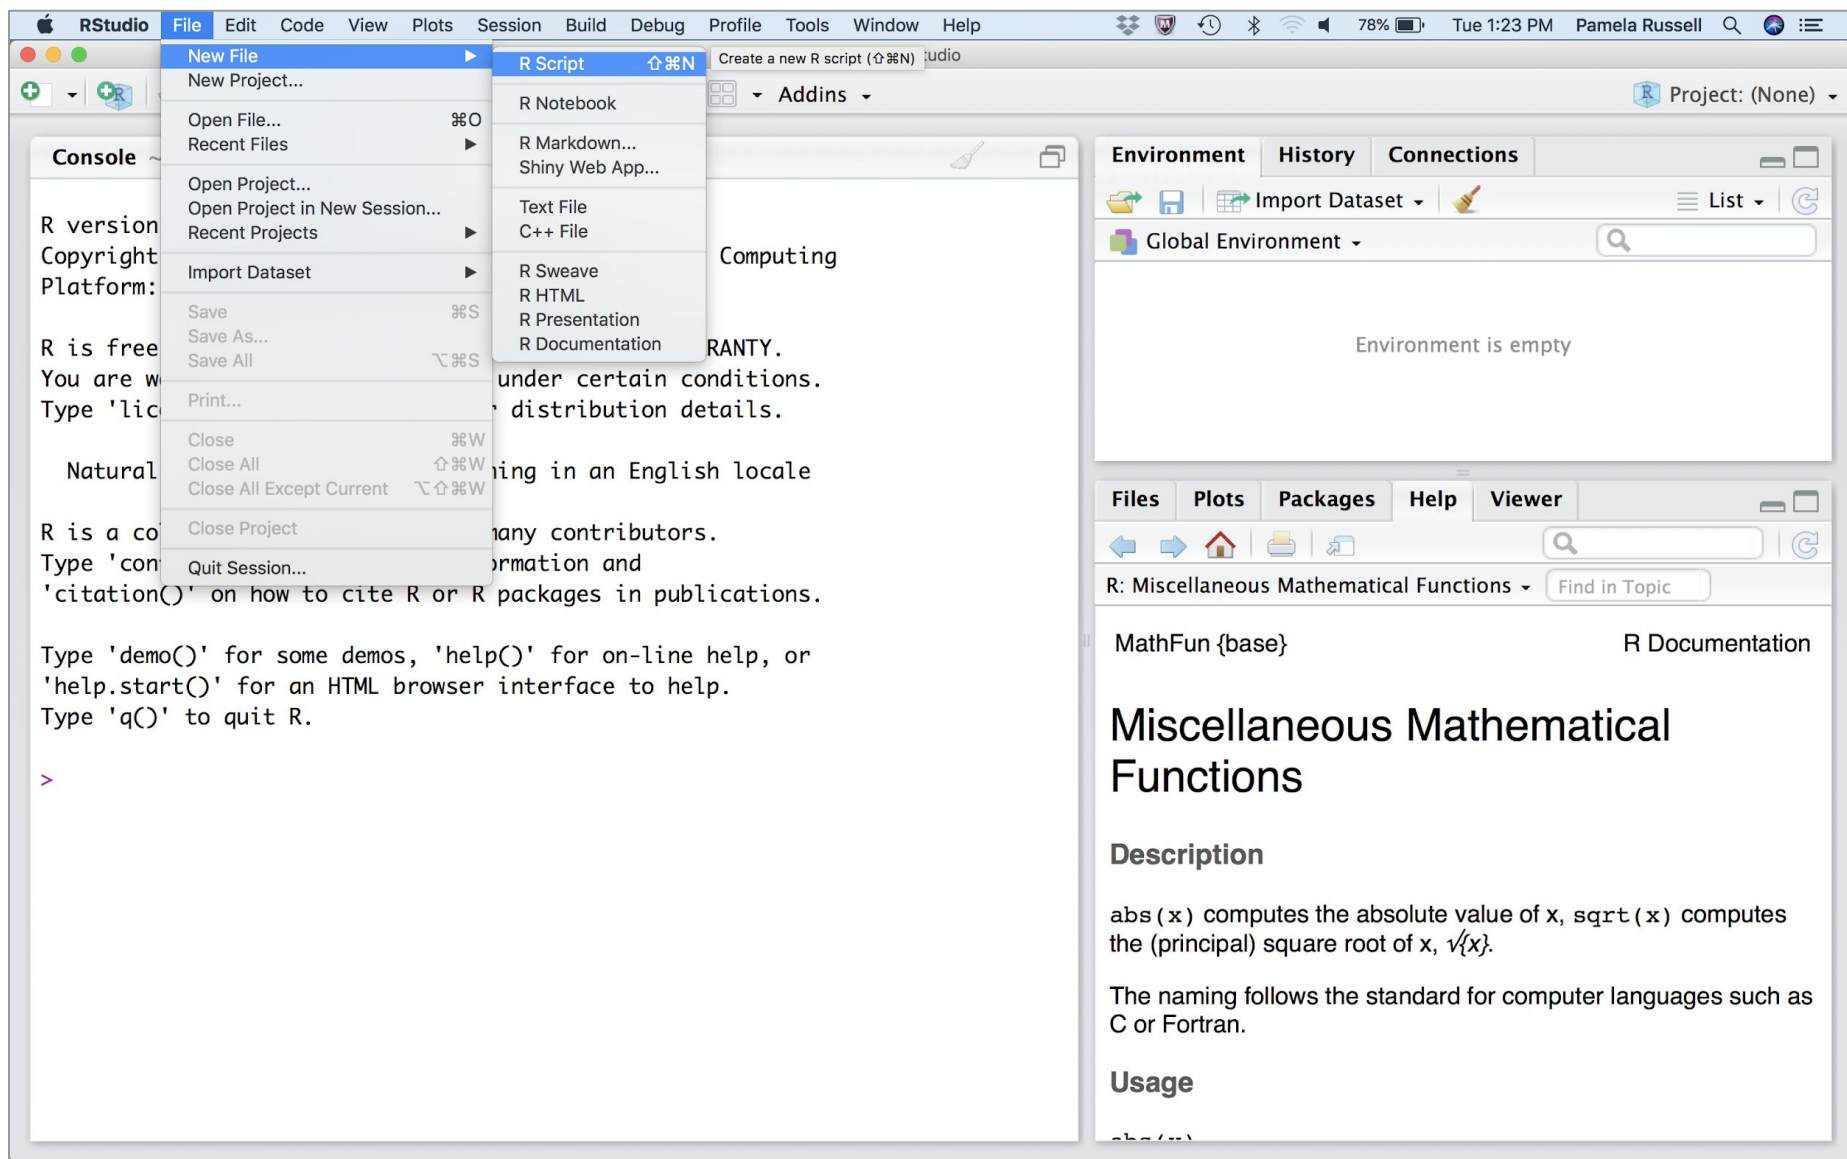 RStudio File Edit Code View Plots Session Build Debug Profile Tools Window Help 78% Tue 1:23 PM Pamela Russell
New File
New Project...
Open File... ⌘O
Recent Files
Open Project...
Open Project in New Session...
Recent Projects
Import Dataset
Save ⌘S
Save As...
Save All ⌥⌘S
Print...
Close ⌘W
Close All ⇧⌘W
Close All Except Current ⌥⇧⌘W
Close Project
Quit Session...
R Script ⇧⌘N
R Notebook
R Markdown...
Shiny Web App...
Text File
C++ File
R Sweave
R HTML
R Presentation
R Documentation
Create a new R script (⇧⌘N)
Addins
Project: (None)
Console ~
R version
Copyright Computing
Platform:
R is free RANTY.
You are w under certain conditions.
Type 'lic distribution details.
Natural ning in an English locale
R is a co many contributors.
Type 'con ormation and
'citation()' on how to cite R or R packages in publications.
Type 'demo()' for some demos, 'help()' for on-line help, or
'help.start()' for an HTML browser interface to help.
Type 'q()' to quit R.
>
Environment History Connections
Import Dataset List
Global Environment
Environment is empty
Files Plots Packages Help Viewer
R: Miscellaneous Mathematical Functions Find in Topic
MathFun {base} R Documentation
Miscellaneous Mathematical
Functions
Description
abs(x) computes the absolute value of x, sqrt(x) computes
the (principal) square root of x, √{x}.
The naming follows the standard for computer languages such as
C or Fortran.
Usage
abs(x)